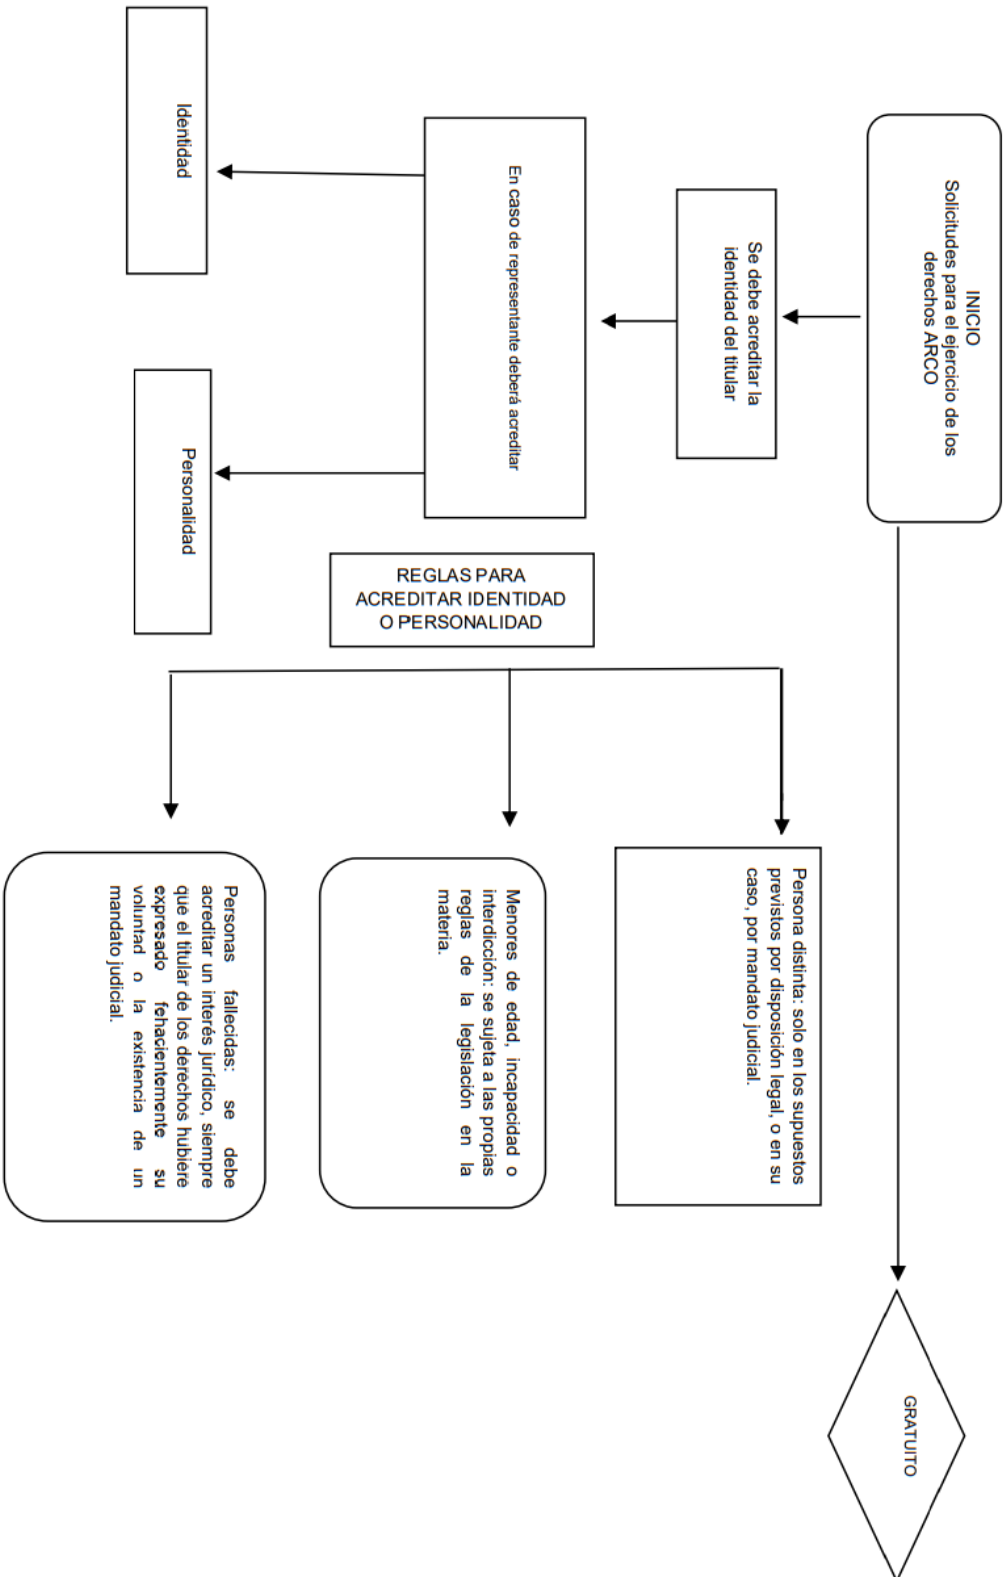 INICIO
Solicitudes para el ejercicio de los
derechos ARCO
Se debe acreditar la
identidad del titular
En caso de representante deberá acreditar
Identidad
Personalidad
GRATUITO
REGLAS PARA
ACREDITAR IDENTIDAD
O PERSONALIDAD
Persona distinta: solo en los supuestos
previstos por disposición legal, o en su
caso, por mandato judicial.
Menores de edad, incapacidad o
interdicción: se sujeta a las propias
reglas de la legislación en la
materia.
Personas fallecidas: se debe
acreditar un interés jurídico, siempre
que el titular de los derechos hubiere
expresado fehacientemente su
voluntad o la existencia de un
mandato judicial.